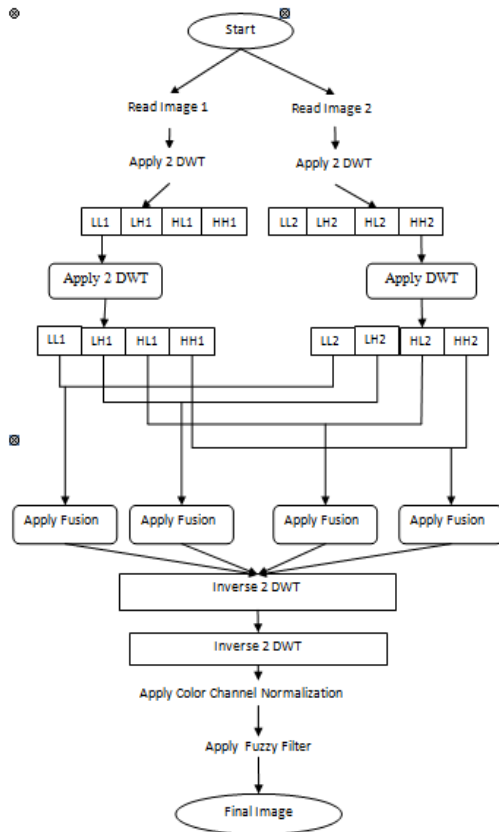 Start
Read Image 1
Read Image 2
Apply 2 DWT
Apply 2 DWT
LL1 LH1 HL1 HH1
LL2 LH2 HL2 HH2
Apply 2 DWT
Apply DWT
LL1 LH1 HL1 HH1
LL2 LH2 HL2 HH2
Apply Fusion
Apply Fusion
Apply Fusion
Apply Fusion
Inverse 2 DWT
Inverse 2 DWT
Apply Color Channel Normalization
Apply Fuzzy Filter
Final Image